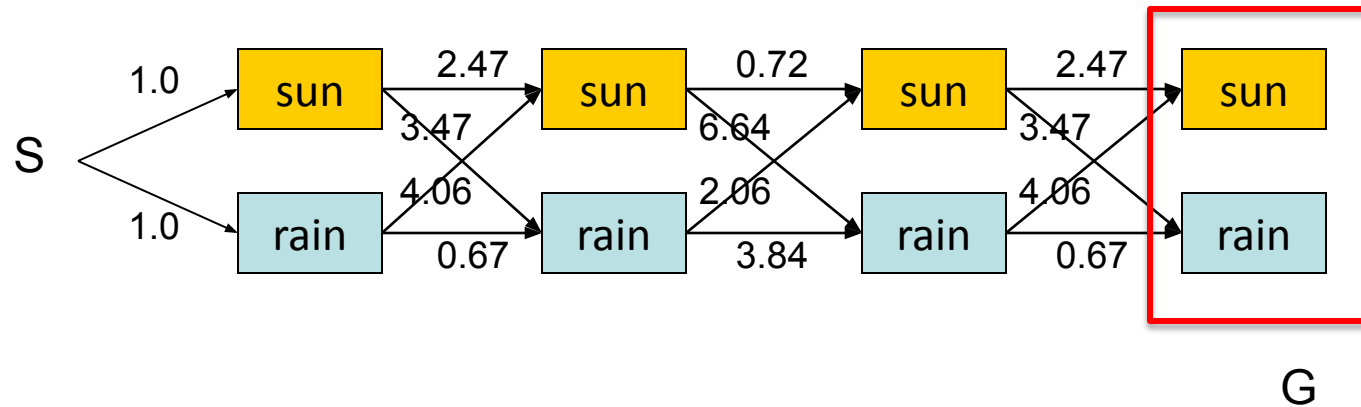 2.47 0.72 2.47
1.0 sun sun sun sun
3.47 6.64 3.47
S
4.06 2.06 4.06
1.0 rain rain rain rain
0.67 3.84 0.67
G